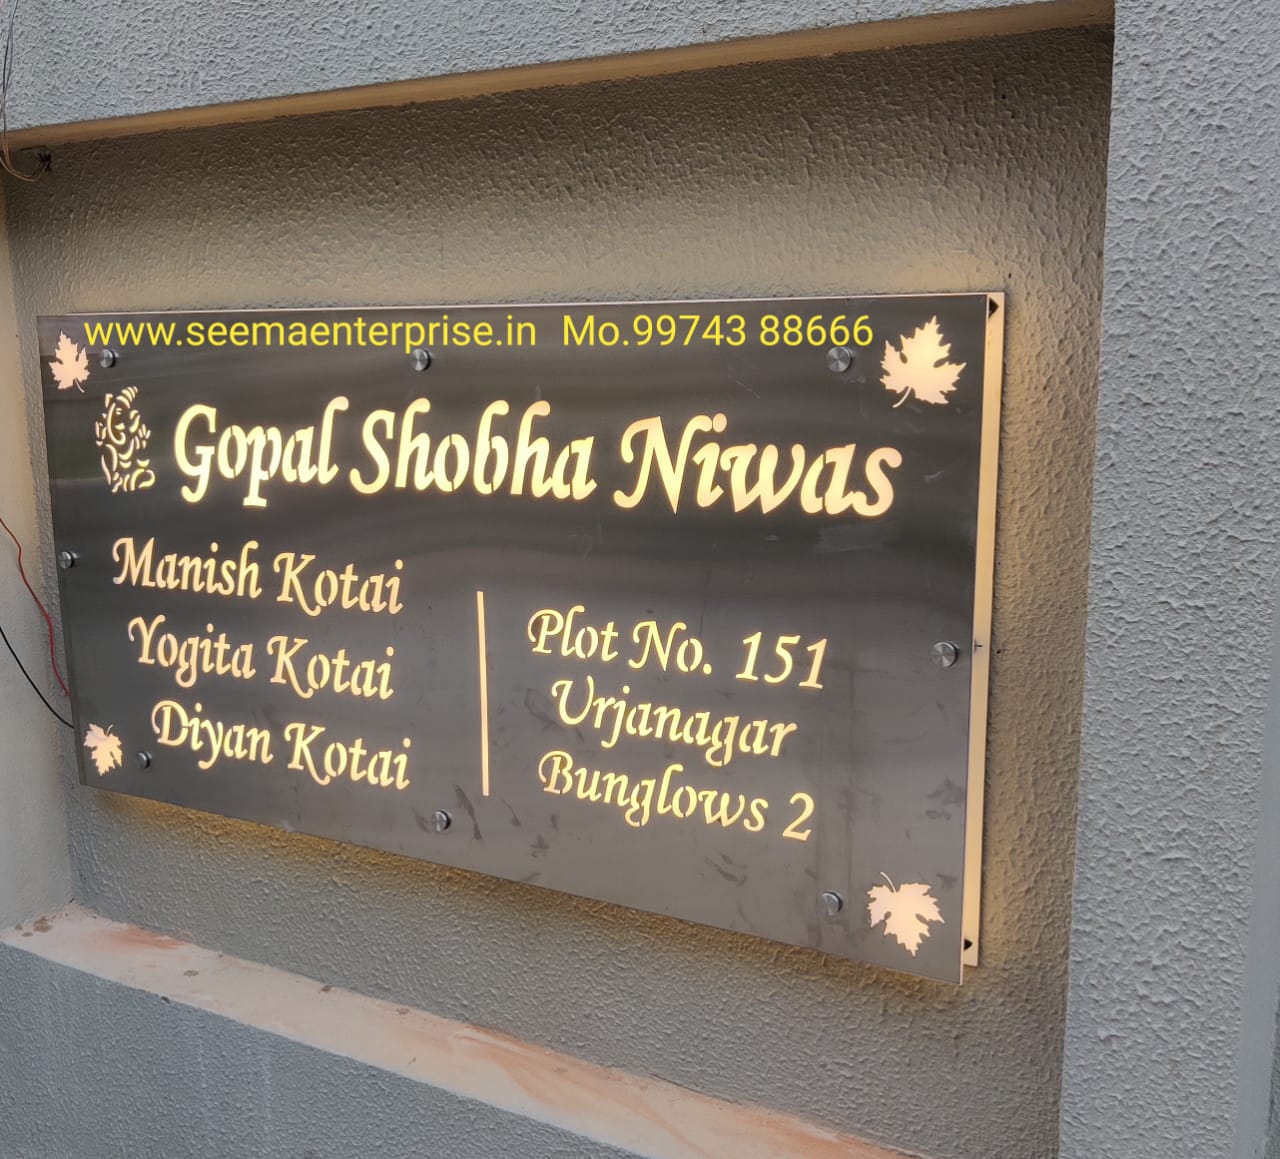 www.seemaenterprise.in Mo.99743 88666
Gopal Shobha Niwas
Manish Kotai
Yogita Kotai
Diyan Kotai
Plot No. 151
Urjanagar
Bunglows 2